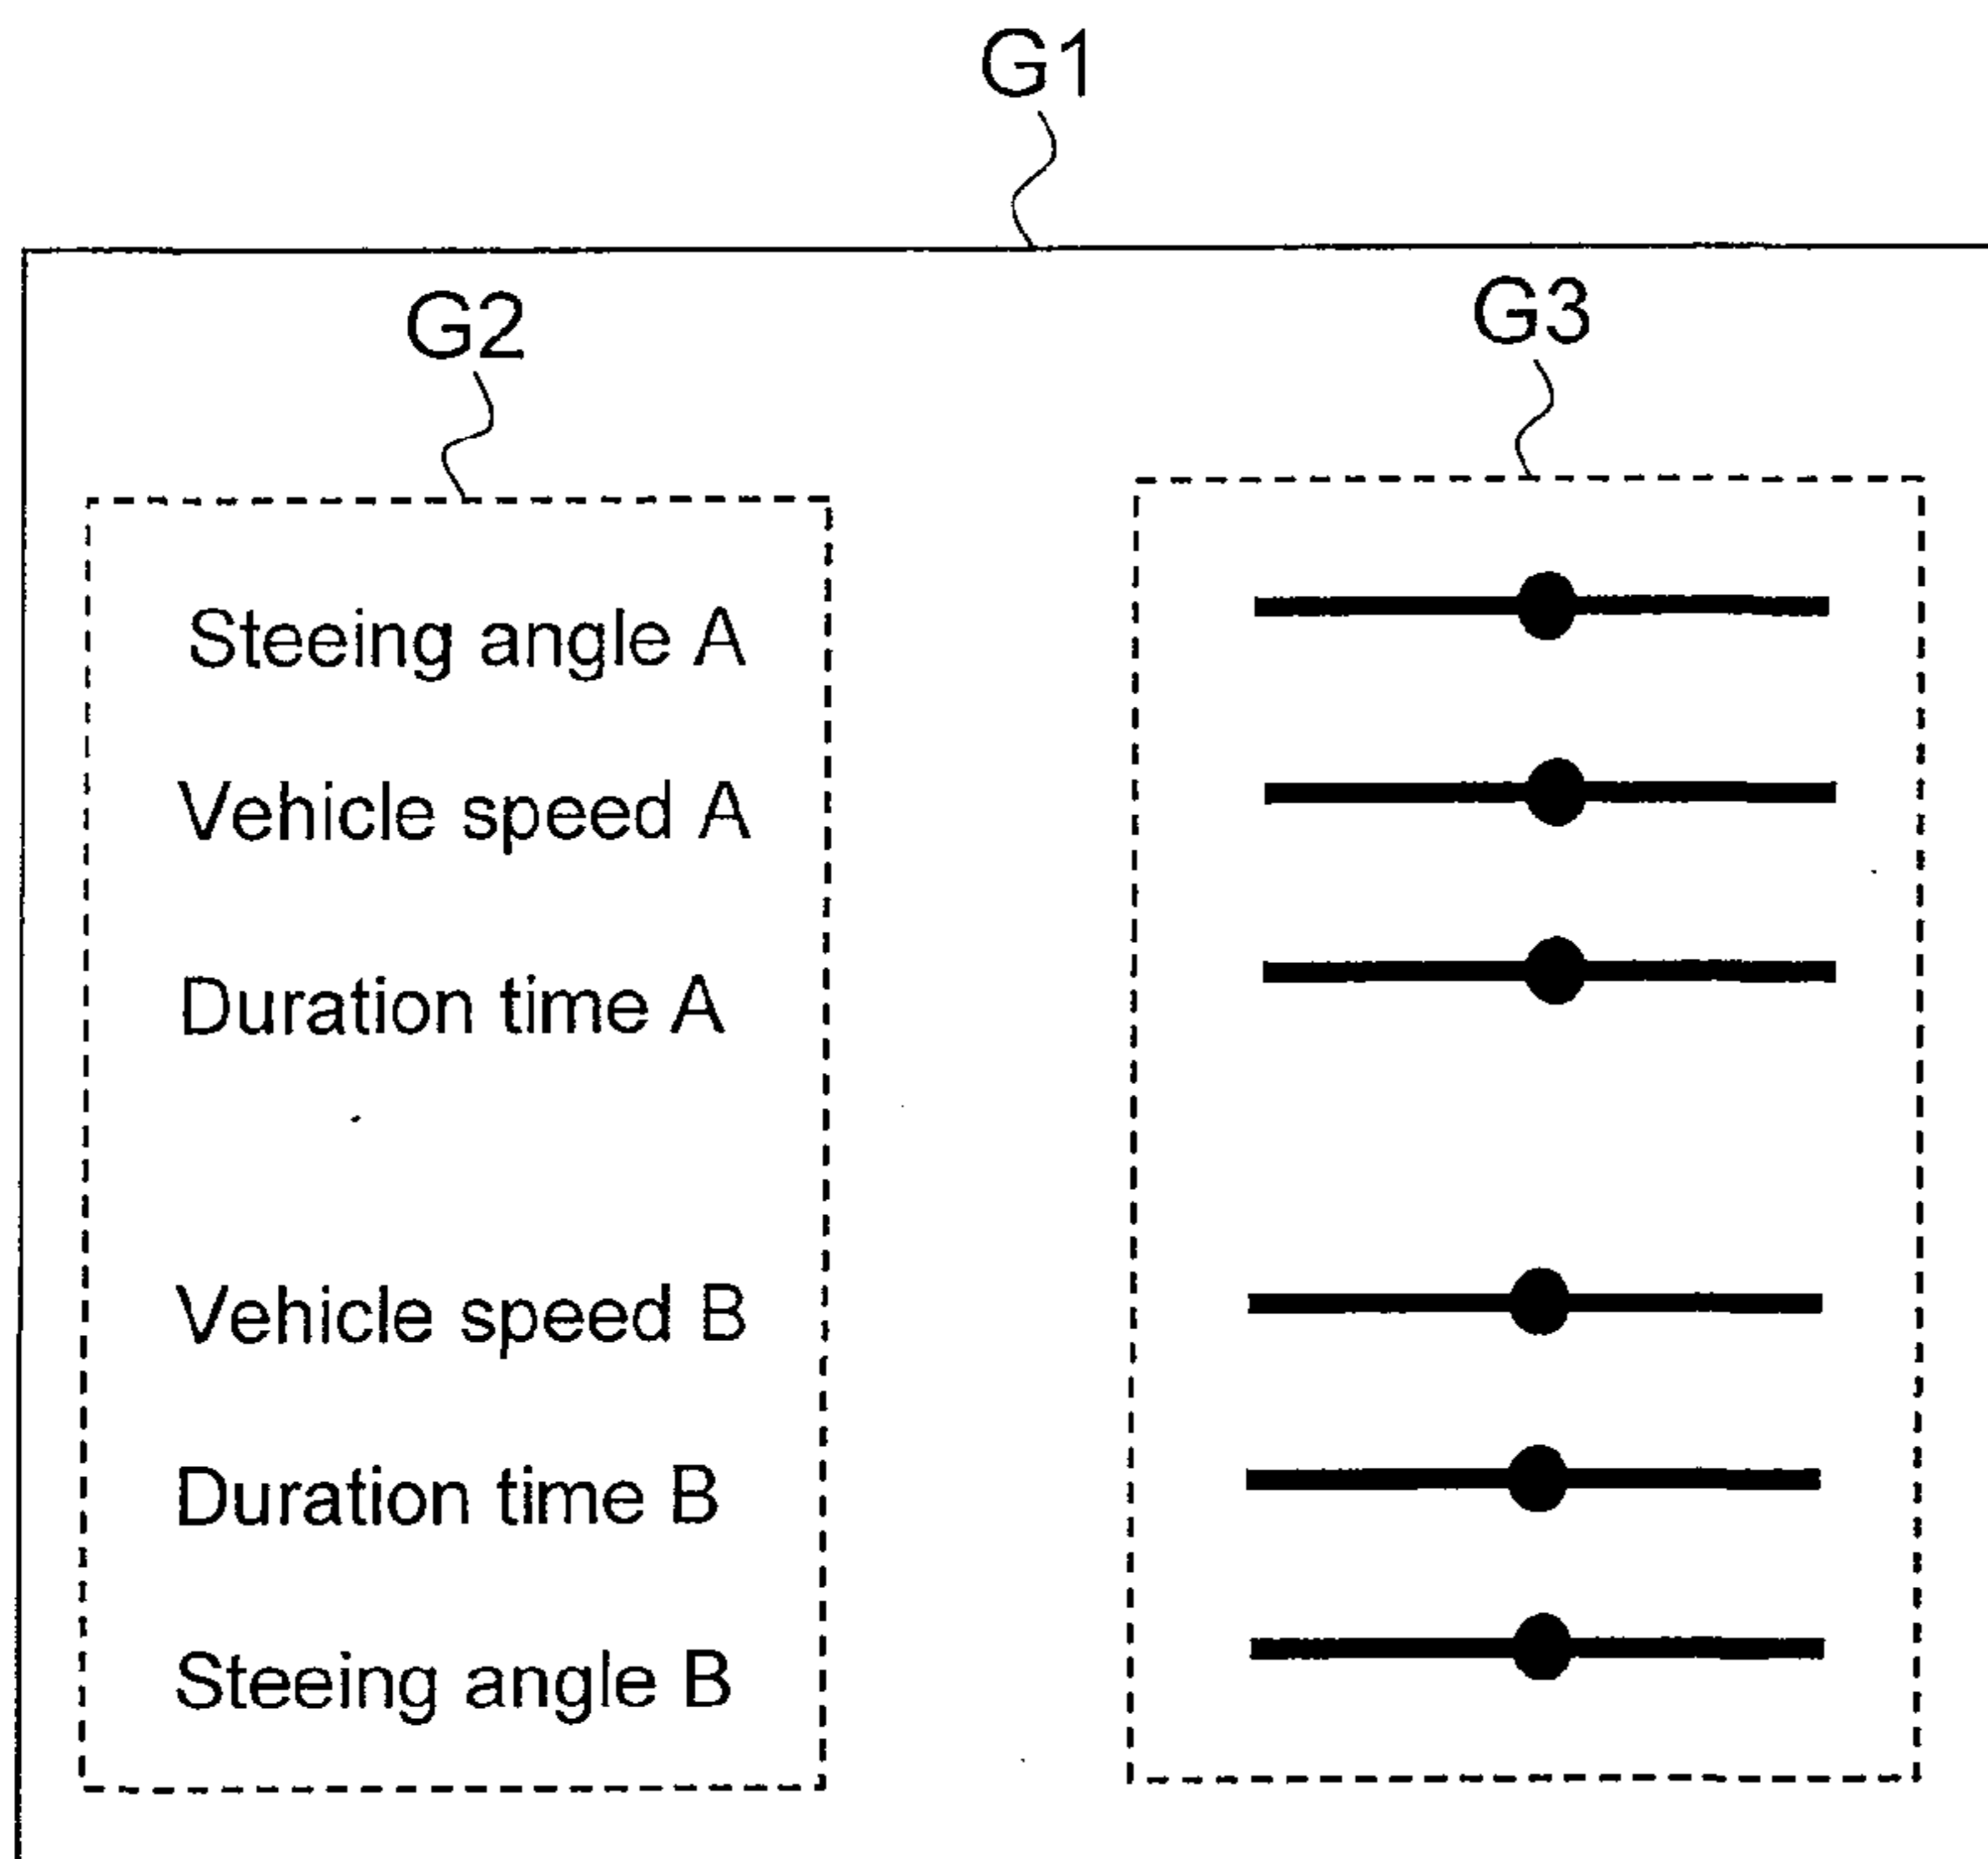 G1
G2
G3
Steeing angle A
Vehicle speed A
Duration time A
Vehicle speed B
Duration time B
Steeing angle B